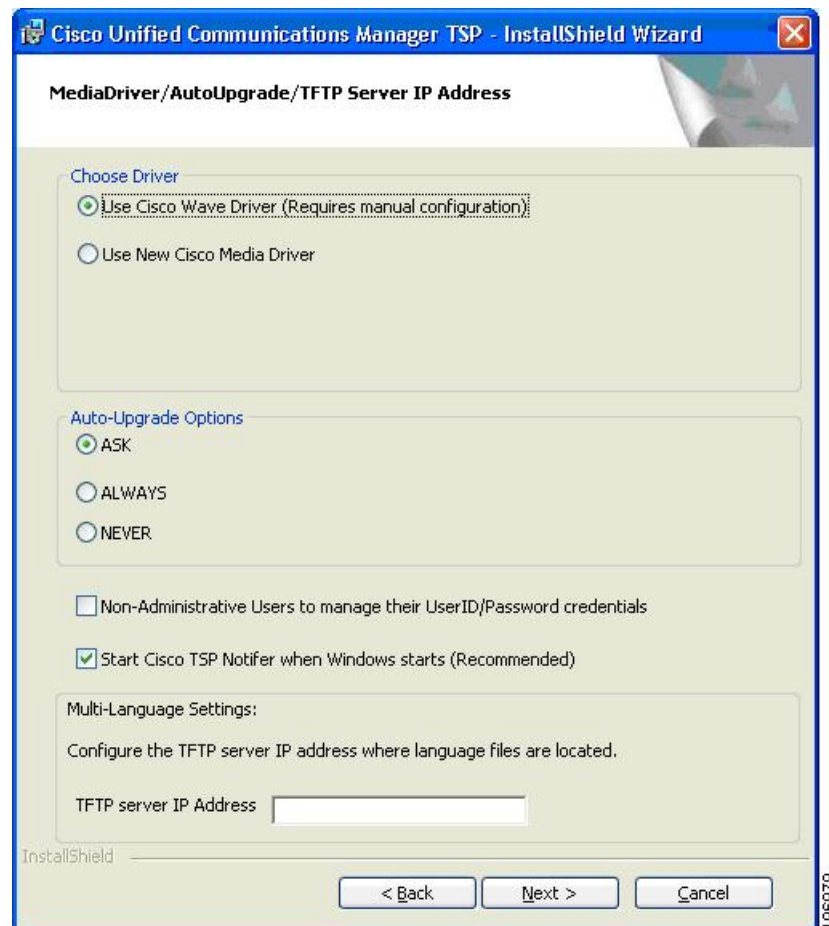 Cisco Unified Communications Manager TSP - InstallShield Wizard
MediaDriver/AutoUpgrade/TFTP Server IP Address
Choose Driver
Use Cisco Wave Driver (Requires manual configuration)
Use New Cisco Media Driver
Auto-Upgrade Options
ASK
ALWAYS
NEVER
Non-Administrative Users to manage their UserID/Password credentials
Start Cisco TSP Notifer when Windows starts (Recommended)
Multi-Language Settings:
Configure the TFTP server IP address where language files are located.
TFTP server IP Address
InstallShield
< Back
Next >
Cancel